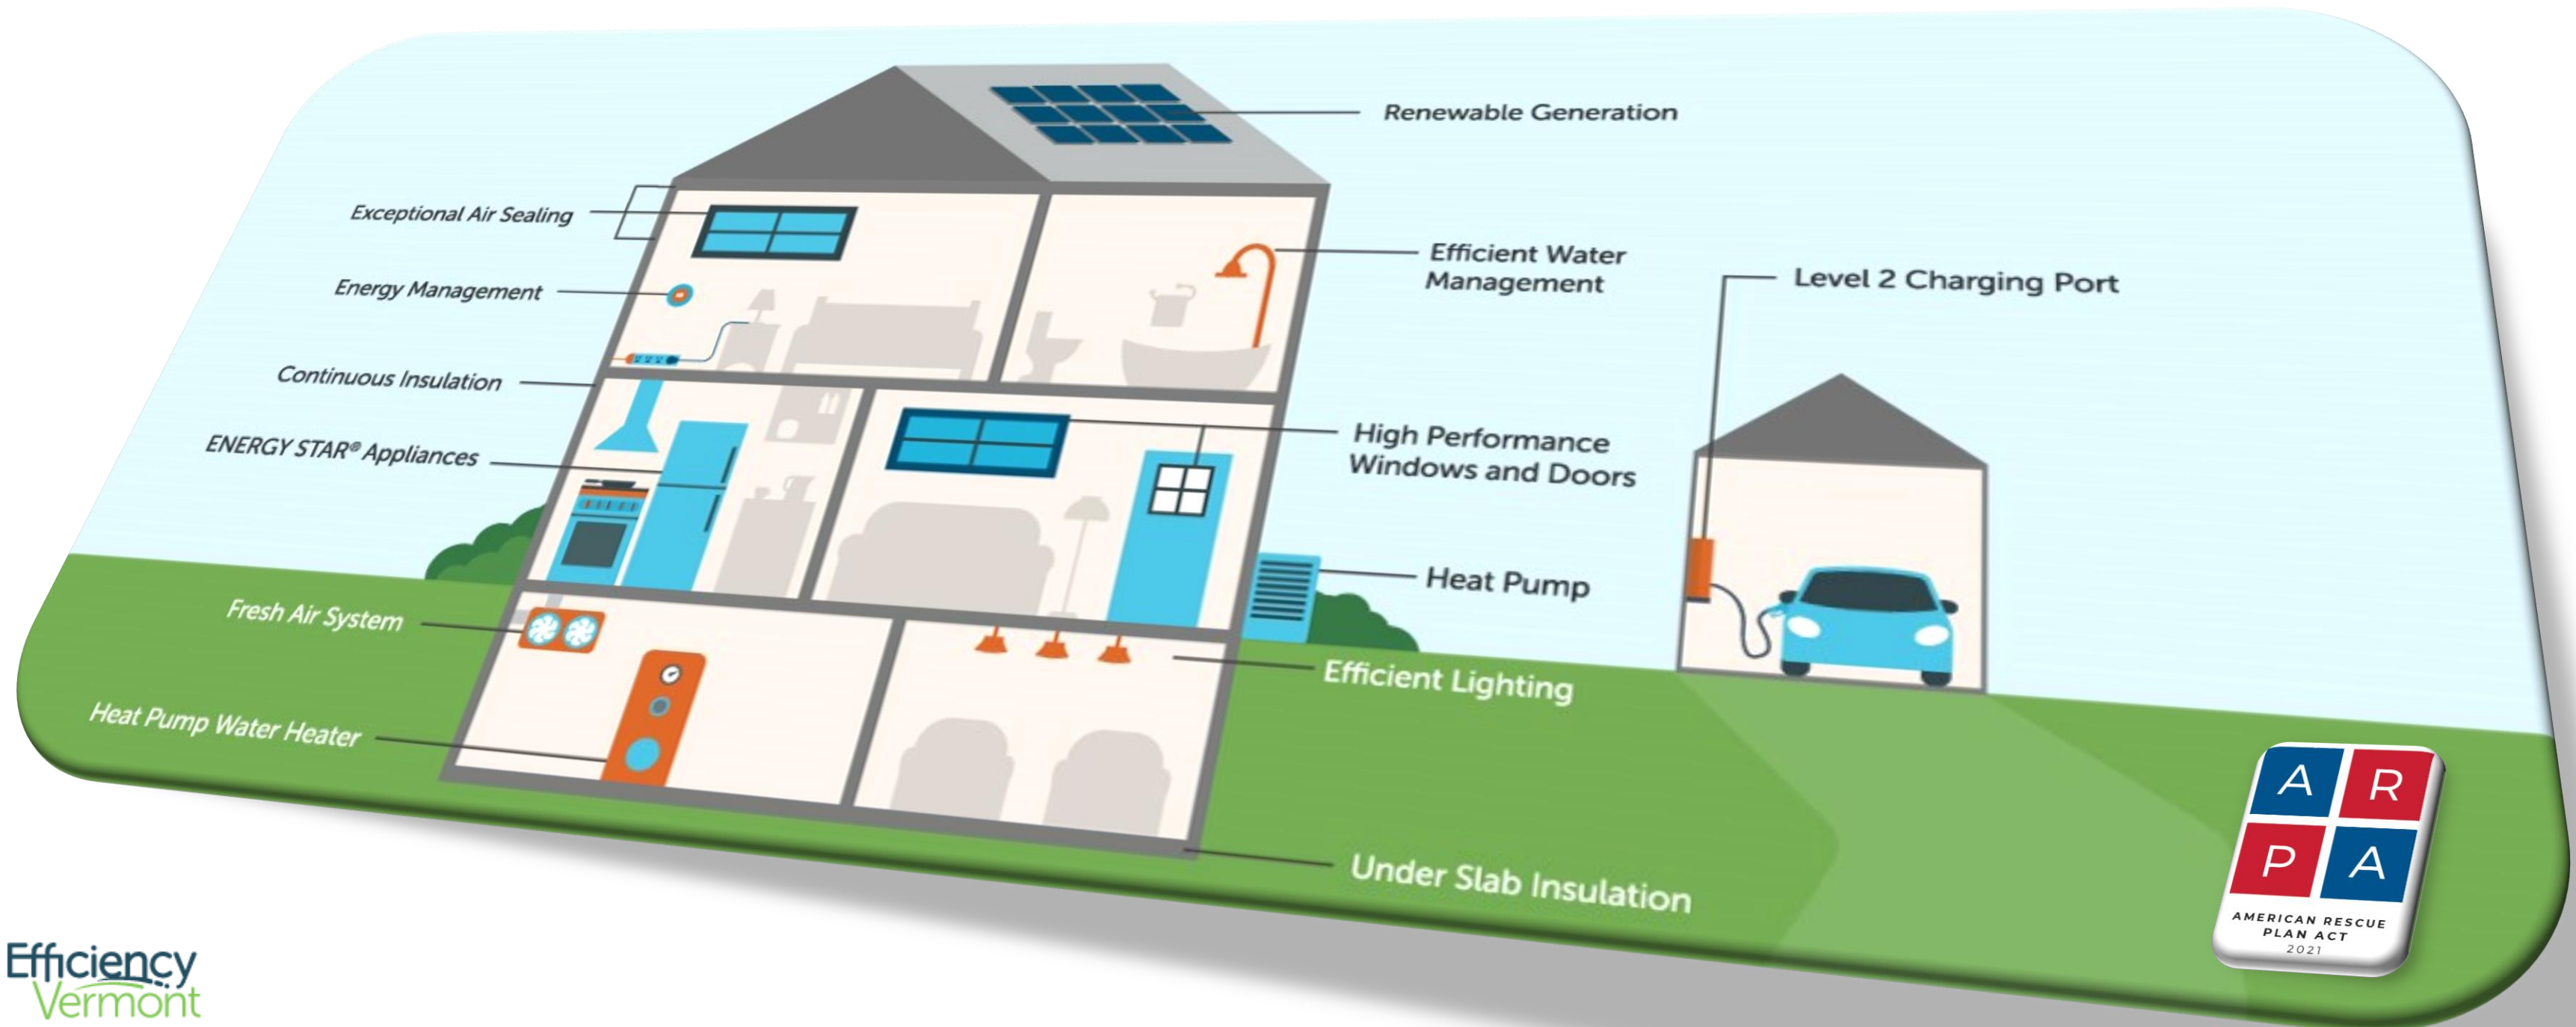 Renewable Generation
Exceptional Air Sealing
Efficient Water
Management
Energy Management
Level 2 Charging Port
Continuous Insulation
ENERGY STAR® Appliances
High Performance
Windows and Doors
Heat Pump
Fresh Air System
Efficient Lighting
Heat Pump Water Heater
Under Slab Insulation
A R
P A
AMERICAN RESCUE
PLAN ACT
2021
Efficiency
Vermont